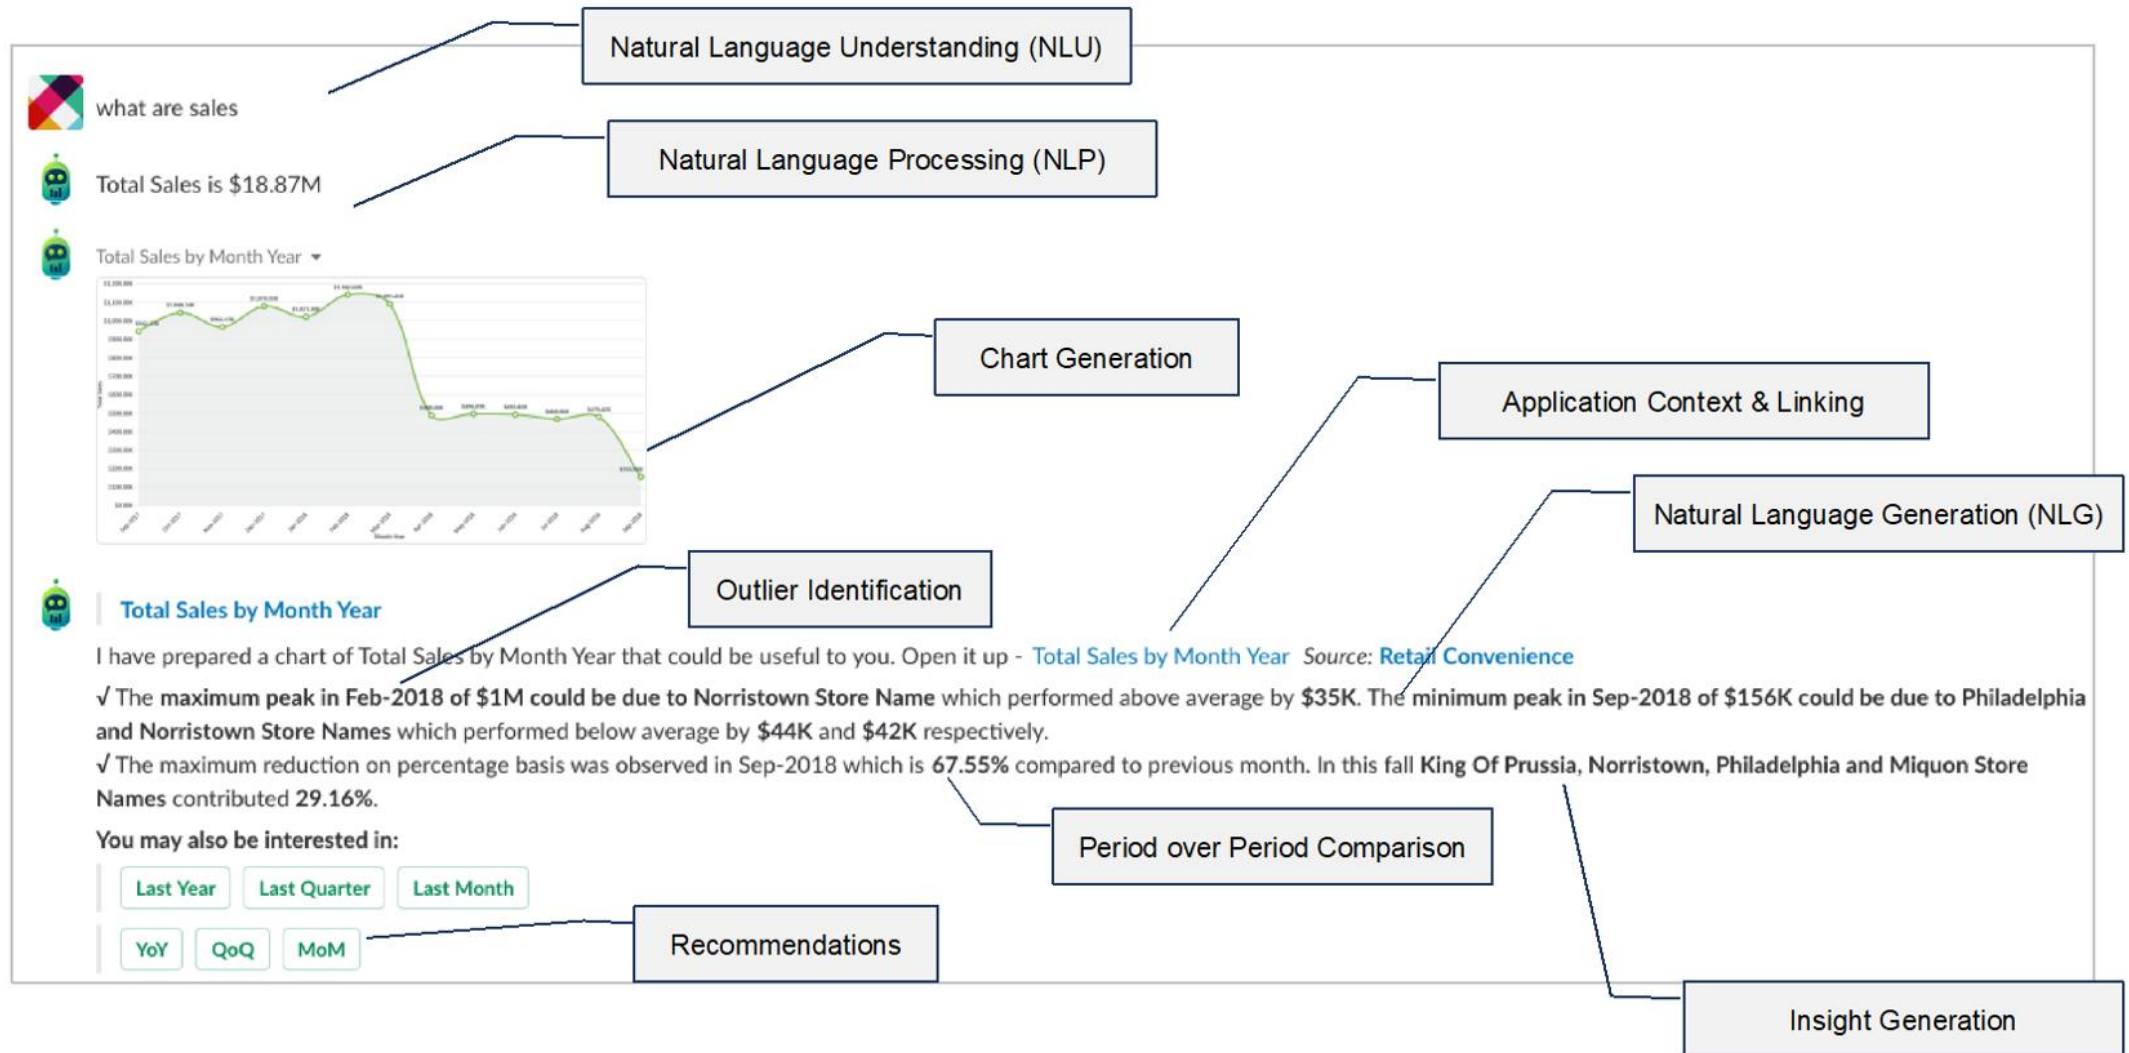 Natural Language Understanding (NLU)
what are sales
Natural Language Processing (NLP)
Total Sales is $18.87M
Total Sales by Month Year
Chart Generation
Application Context & Linking
Natural Language Generation (NLG)
Outlier Identification
Total Sales by Month Year
I have prepared a chart of Total Sales by Month Year that could be useful to you. Open it up - Total Sales by Month Year Source: Retail Convenience
√ The maximum peak in Feb-2018 of $1M could be due to Norristown Store Name which performed above average by $35K. The minimum peak in Sep-2018 of $156K could be due to Philadelphia
and Norristown Store Names which performed below average by $44K and $42K respectively.
√ The maximum reduction on percentage basis was observed in Sep-2018 which is 67.55% compared to previous month. In this fall King Of Prussia, Norristown, Philadelphia and Miquon Store
Names contributed 29.16%.
Period over Period Comparison
You may also be interested in:
Last Year Last Quarter Last Month
YoY QoQ MoM
Recommendations
Insight Generation